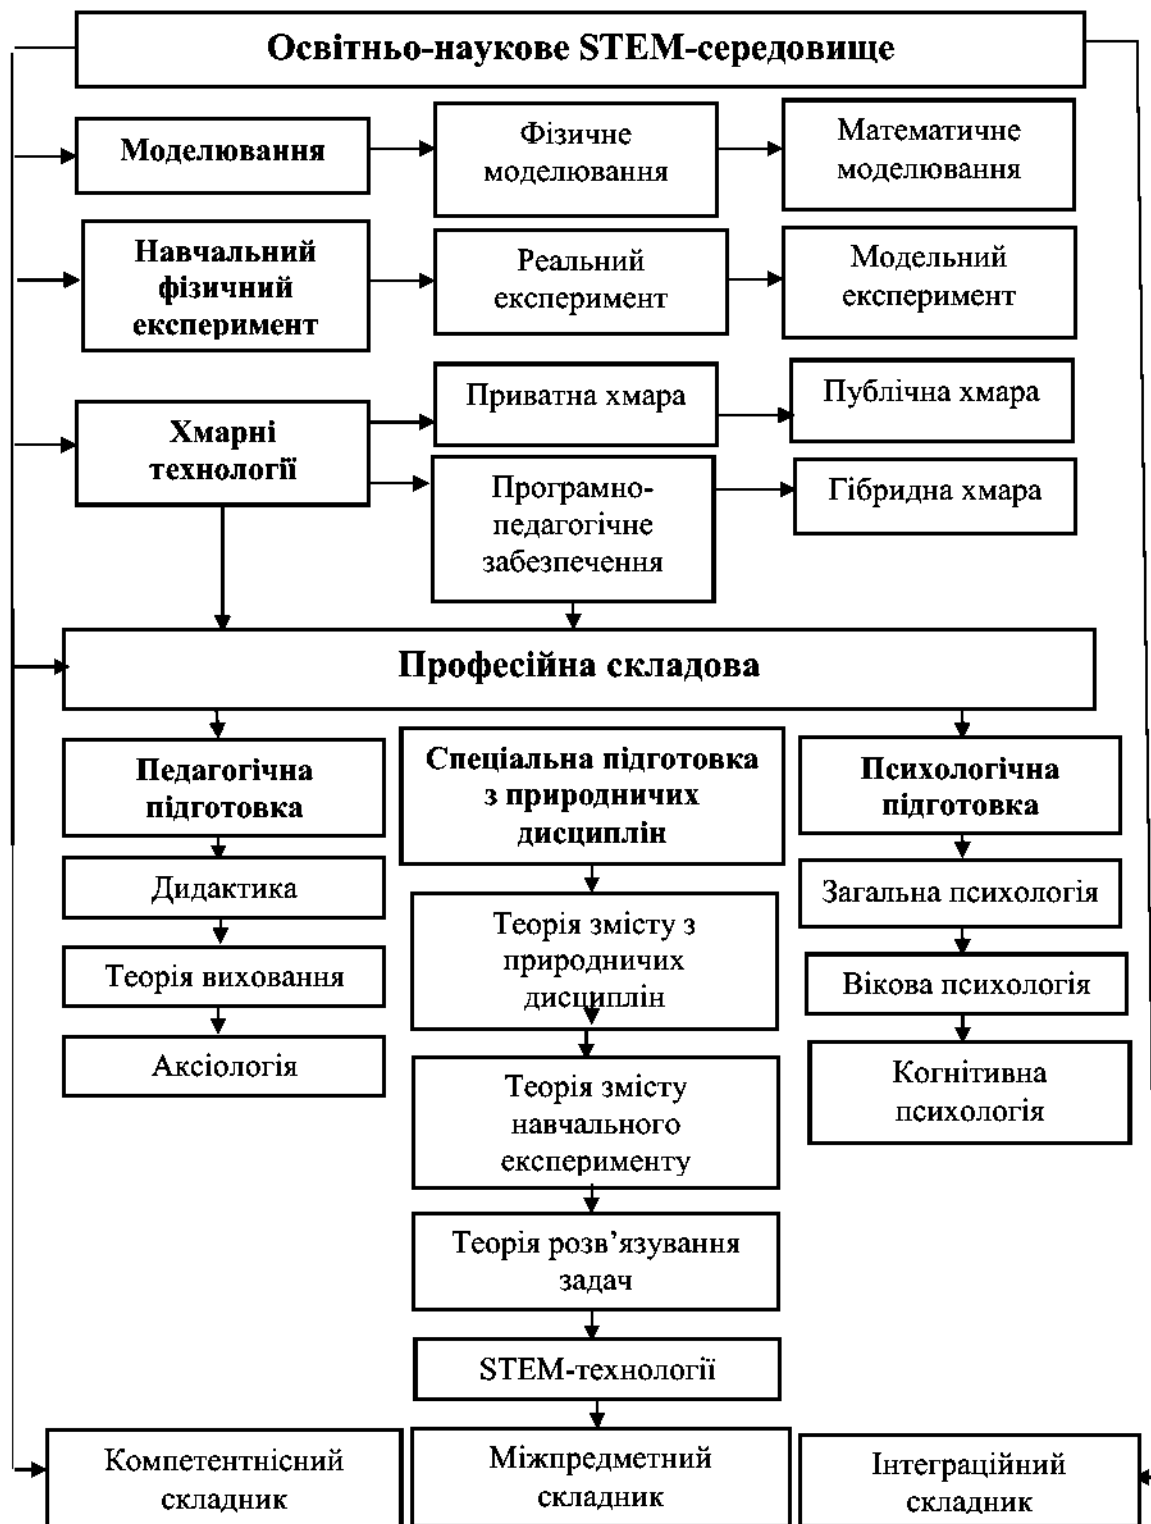 Освітньо-наукове STEM-середовище
Моделювання
Фізичне
моделювання
Математичне
моделювання
Навчальний
фізичний
експеримент
Реальний
експеримент
Модельний
експеримент
Хмарні
технології
Приватна хмара
Публічна хмара
Програмно-
педагогічне
забезпечення
Гібридна хмара
Професійна складова
Педагогічна
підготовка
Спеціальна підготовка
з природничих
дисциплін
Психологічна
підготовка
Дидактика
Теорія виховання
Аксіологія
Теорія змісту з
природничих
дисциплін
Теорія змісту
навчального
експерименту
Теорія розв’язування
задач
STEM-технології
Загальна психологія
Вікова психологія
Когнітивна
психологія
Компетентнісний
складник
Міжпредметний
складник
Інтеграційний
складник